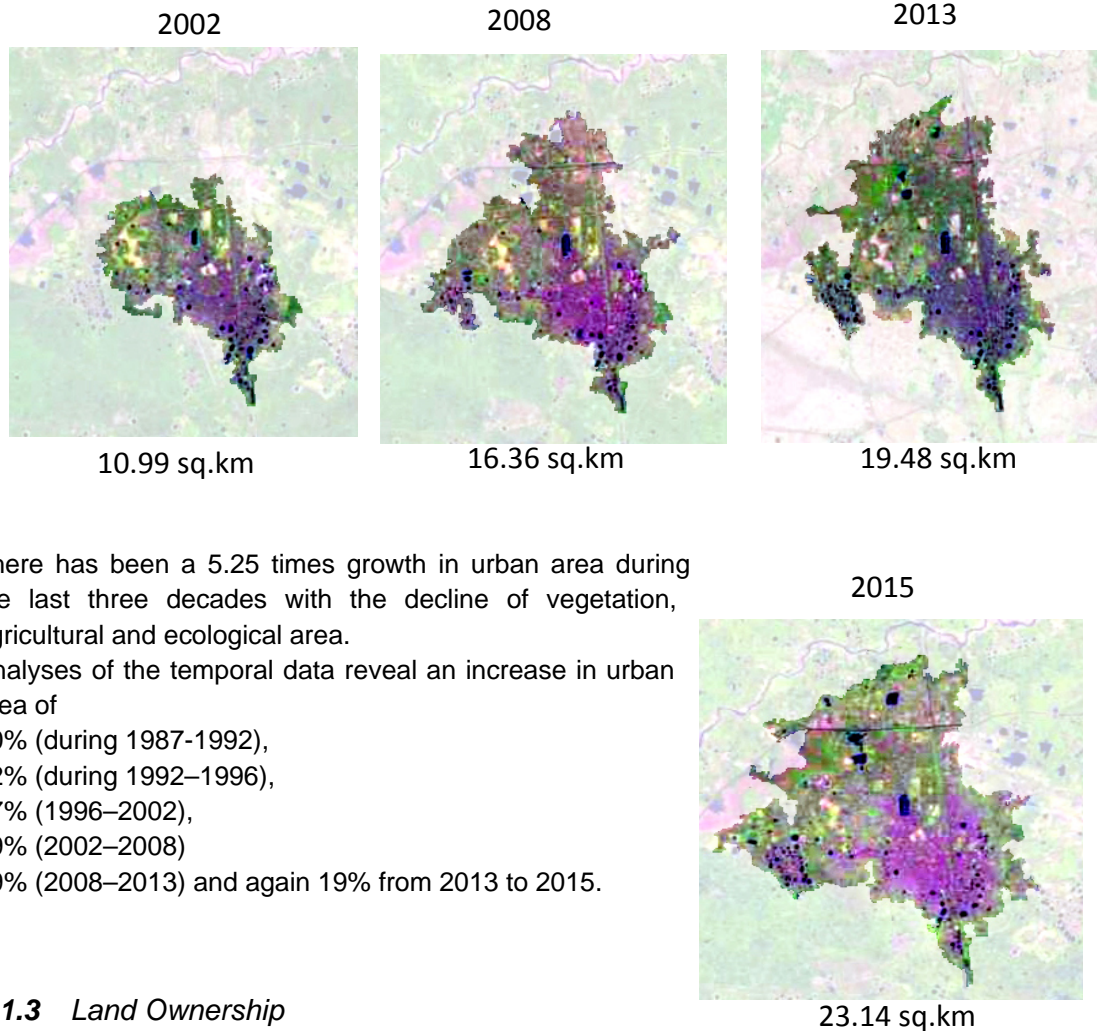 2002
2008
2013
10.99 sq.km
16.36 sq.km
19.48 sq.km
here has been a 5.25 times growth in urban area during
e last three decades with the decline of vegetation,
gricultural and ecological area.
nalyses of the temporal data reveal an increase in urban
ea of
9% (during 1987-1992),
2% (during 1992–1996),
7% (1996–2002),
9% (2002–2008)
9% (2008–2013) and again 19% from 2013 to 2015.
2015
1.3 Land Ownership
23.14 sq.km